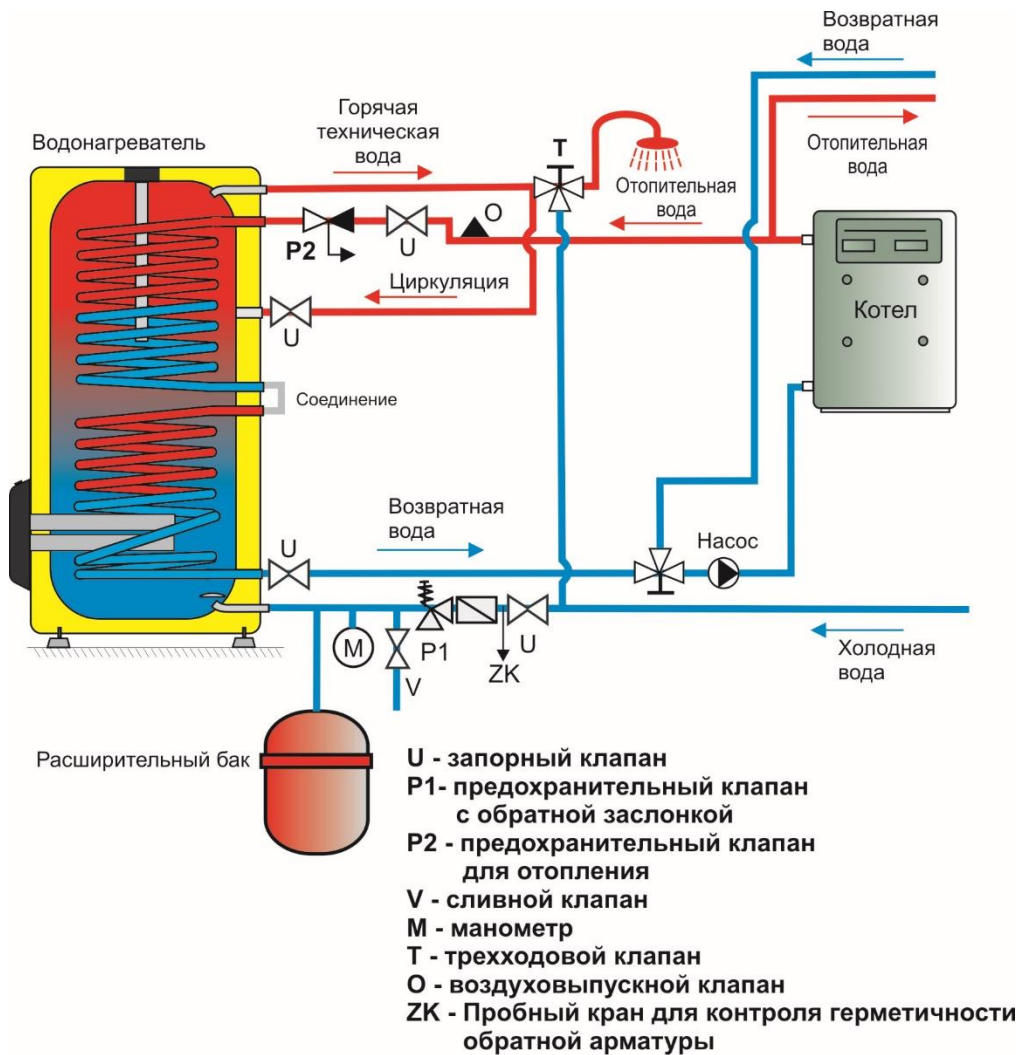 Возвратная
вода
Горячая
техническая
вода
Водонагреватель
T
Отопительная
вода
Отопительная
вода
O
P2
U
Циркуляция
U
Котел
Соединение
Возвратная
вода
U
Насос
M
V
P1
ZK
U
Холодная
вода
Расширительный бак
U - запорный клапан
P1- предохранительный клапан
с обратной заслонкой
P2 - предохранительный клапан
для отопления
V - сливной клапан
M - манометр
T - трехходовой клапан
O - воздуховыпускной клапан
ZK - Пробный кран для контроля герметичности
обратной арматуры